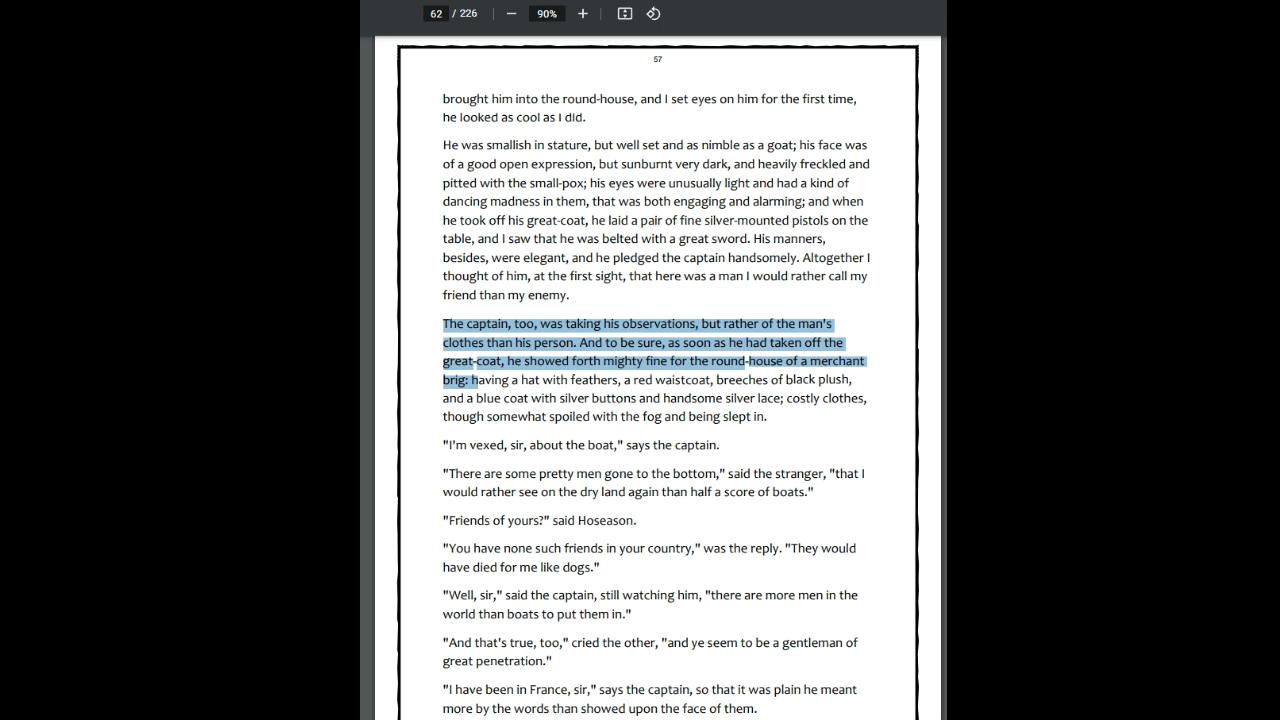 62 / 226 90%
57
brought him into the round-house, and I set eyes on him for the first time,
he looked as cool as I did.
He was smallish in stature, but well set and as nimble as a goat; his face was
of a good open expression, but sunburnt very dark, and heavily freckled and
pitted with the small-pox; his eyes were unusually light and had a kind of
dancing madness in them, that was both engaging and alarming; and when
he took off his great-coat, he laid a pair of fine silver-mounted pistols on the
table, and I saw that he was belted with a great sword. His manners,
besides, were elegant, and he pledged the captain handsomely. Altogether I
thought of him, at the first sight, that here was a man I would rather call my
friend than my enemy.
The captain, too, was taking his observations, but rather of the man's
clothes than his person. And to be sure, as soon as he had taken off the
great-coat, he showed forth mighty fine for the round-house of a merchant
brig: having a hat with feathers, a red waistcoat, breeches of black plush,
and a blue coat with silver buttons and handsome silver lace; costly clothes,
though somewhat spoiled with the fog and being slept in.
"I'm vexed, sir, about the boat," says the captain.
"There are some pretty men gone to the bottom," said the stranger, "that I
would rather see on the dry land again than half a score of boats."
"Friends of yours?" said Hoseason.
"You have none such friends in your country," was the reply. "They would
have died for me like dogs."
"Well, sir," said the captain, still watching him, "there are more men in the
world than boats to put them in."
"And that's true, too," cried the other, "and ye seem to be a gentleman of
great penetration."
"I have been in France, sir," says the captain, so that it was plain he meant
more by the words than showed upon the face of them.